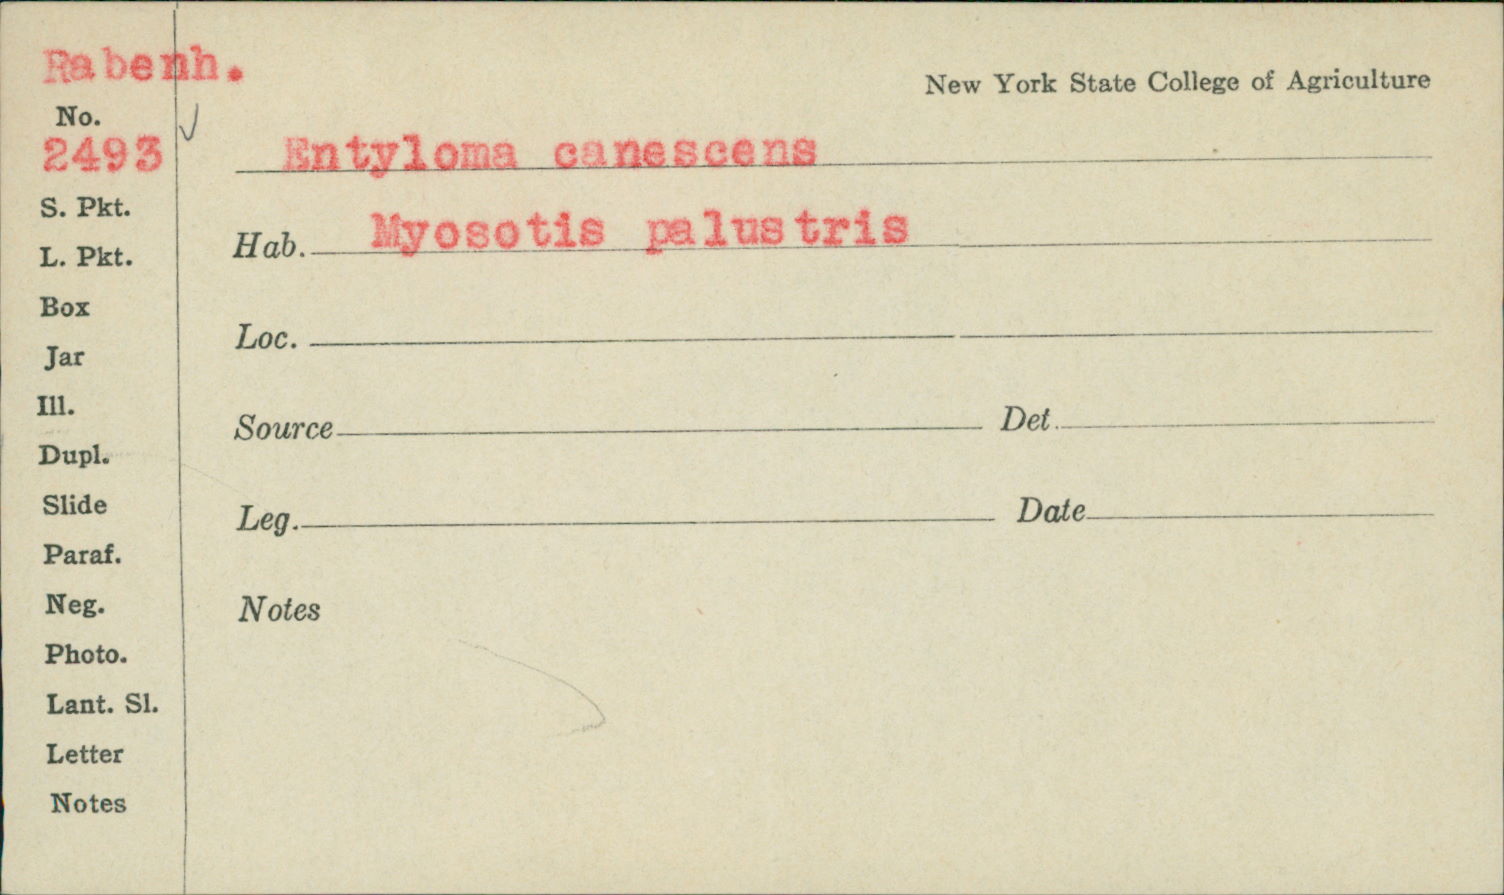 Rabenh.
New York State College of Agriculture
No.
2493 Entyloma canescens
S. Pkt.
Hab. Myosotis palustris
L. Pkt.
Box
Loc.
Jar
Ill.
Source Det.
Dupl.
Slide
Leg. Date
Paraf.
Neg.
Notes
Photo.
Lant. Sl.
Letter
Notes